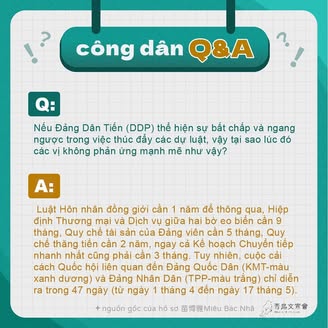 công dân Q&A
Q:
Nếu Đảng Dân Tiến (DDP) thể hiện sự bất chấp và ngang
ngược trong việc thúc đẩy các dự luật, vậy tại sao lúc đó
các vị không phản ứng mạnh mẽ như vậy?
A:
Luật Hôn nhân đồng giới cần 1 năm để thông qua, Hiệp
định Thương mại và Dịch vụ giữa hai bờ eo biển cần 9
tháng, Quy chế tài sản của Đảng viên cần 5 tháng, Quy
chế thăng tiến cần 2 năm, ngay cả Kế hoạch Chuyển tiếp
nhanh nhất cũng phải cần 3 tháng. Tuy nhiên, cuộc cải
cách Quốc hội liên quan đến Đảng Quốc Dân (KMT-màu
xanh dương) và Đảng Nhân Dân (TPP-màu trắng) chỉ diễn
ra trong 47 ngày (từ ngày 1 tháng 4 đến ngày 17 tháng 5).
+nguồn gốc của hồ sơ 苗博雅Miêu Bác Nhã